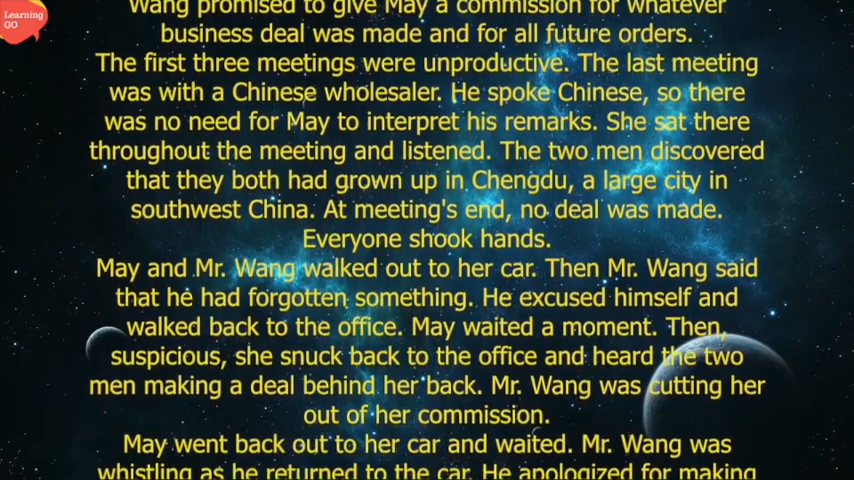 Learning
GO
Wang promised to give May a commission for whatever
business deal was made and for all future orders.
The first three meetings were unproductive. The last meeting
was with a Chinese wholesaler. He spoke Chinese, so there
was no need for May to interpret his remarks. She sat there
throughout the meeting and listened. The two men discovered
that they both had grown up in Chengdu, a large city in
southwest China. At meeting's end, no deal was made.
Everyone shook hands.
May and Mr. Wang walked out to her car. Then Mr. Wang said
that he had forgotten something. He excused himself and
walked back to the office. May waited a moment. Then,
suspicious, she snuck back to the office and heard the two
men making a deal behind her back. Mr. Wang was cutting her
out of her commission.
May went back out to her car and waited. Mr. Wang was
whistling as he returned to the car. He apologized for making